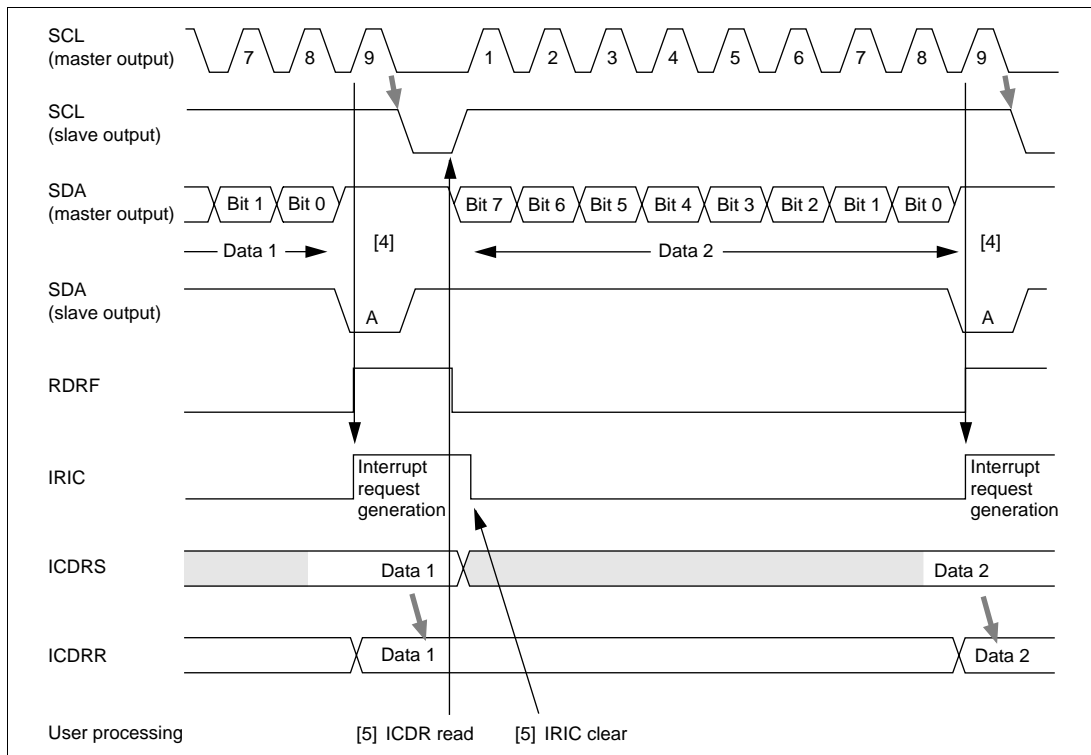 SCL
(master output)
7 8 9 1 2 3 4 5 6 7 8 9
SCL
(slave output)
SDA
(master output)
Bit 1 Bit 0 Bit 7 Bit 6 Bit 5 Bit 4 Bit 3 Bit 2 Bit 1 Bit 0
Data 1 [4] Data 2 [4]
SDA
(slave output)
A A
RDRF
IRIC
Interrupt
request
generation
Interrupt
request
generation
ICDRS
Data 1 Data 2
ICDRR
Data 1 Data 2
User processing [5] ICDR read [5] IRIC clear